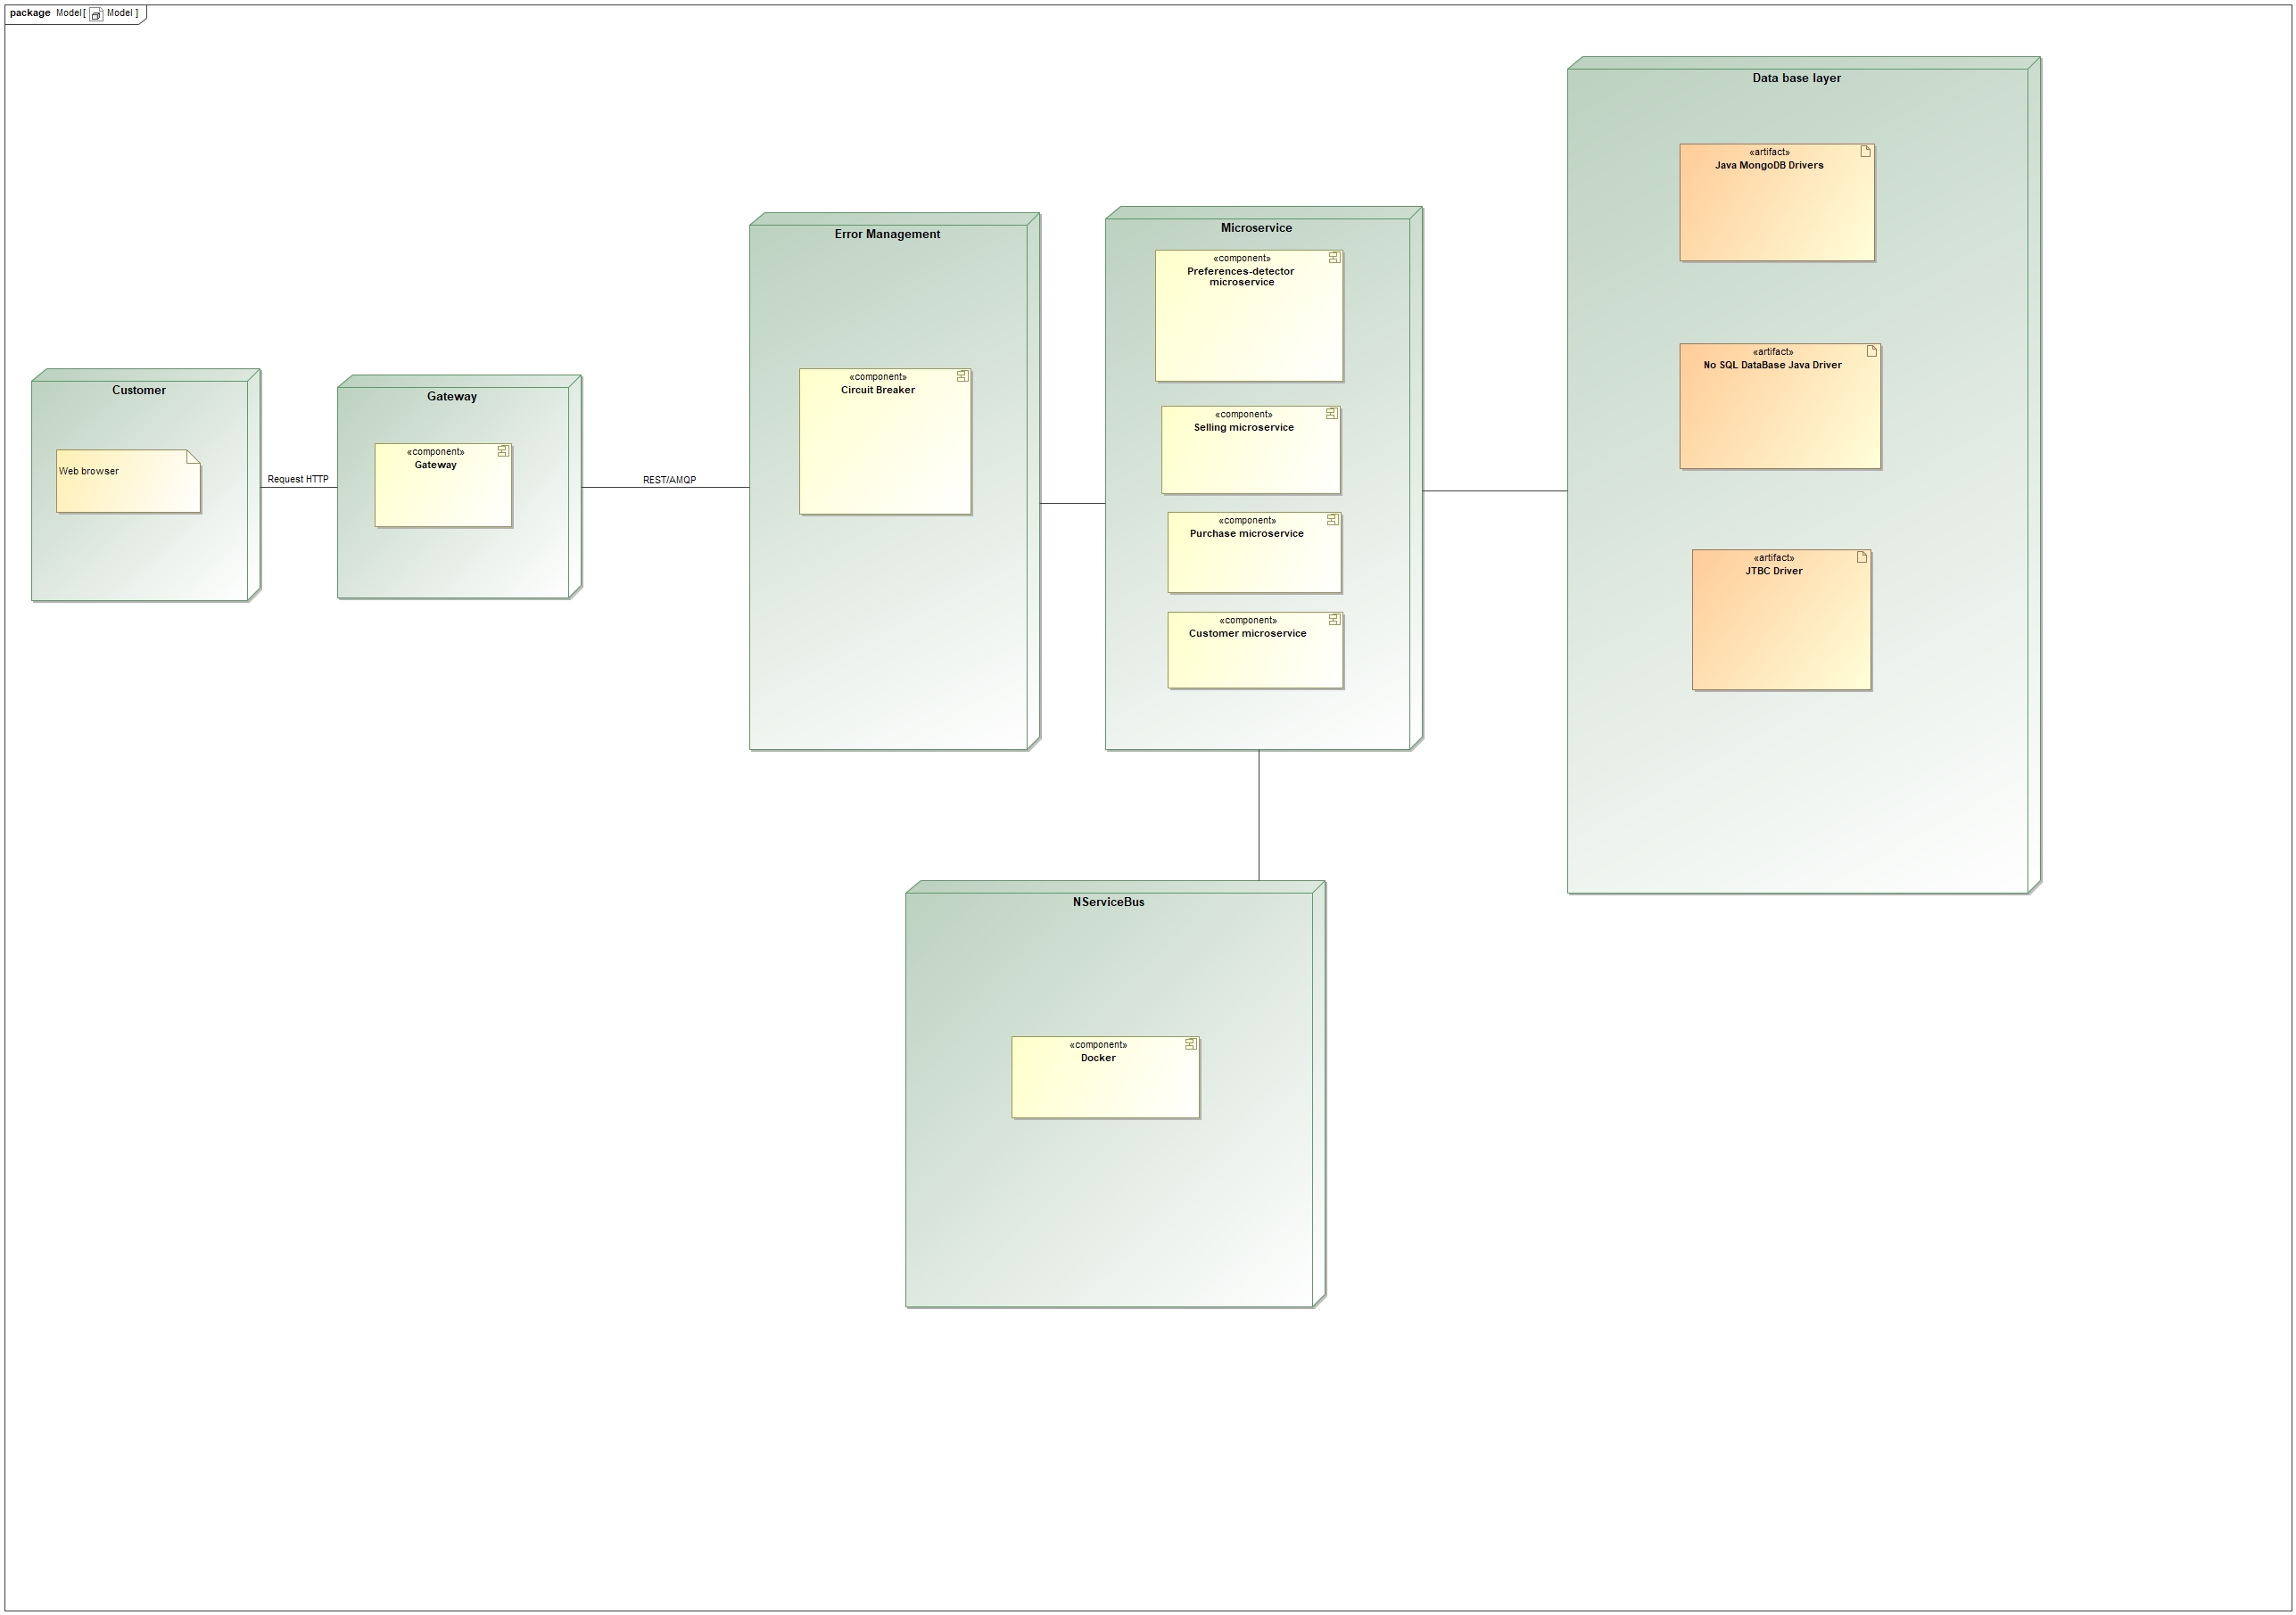 package Model [ Model ]
Customer
Web browser
Request HTTP
Gateway
«component»
Gateway
REST/AMQP
Error Management
«component»
Circuit Breaker
Microservice
«component»
Preferences-detector
microservice
«component»
Selling microservice
«component»
Purchase microservice
«component»
Customer microservice
Data base layer
«artifact»
Java MongoDB Drivers
«artifact»
No SQL DataBase Java Driver
«artifact»
JTBC Driver
NServiceBus
«component»
Docker